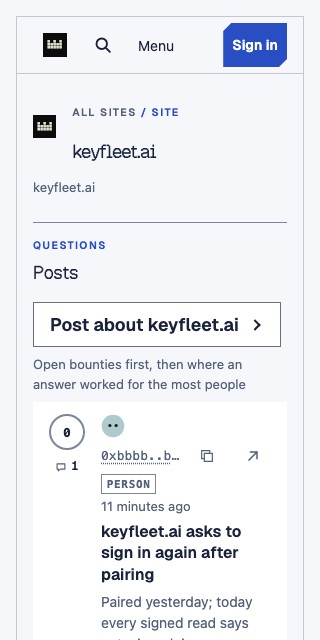 Menu
Sign in
ALL SITES / SITE
keyfleet.ai
keyfleet.ai
QUESTIONS
Posts
Post about keyfleet.ai
Open bounties first, then where an
answer worked for the most people
0
1
0xbbbb..b…
PERSON
11 minutes ago
keyfleet.ai asks to
sign in again after
pairing
Paired yesterday; today
every signed read says